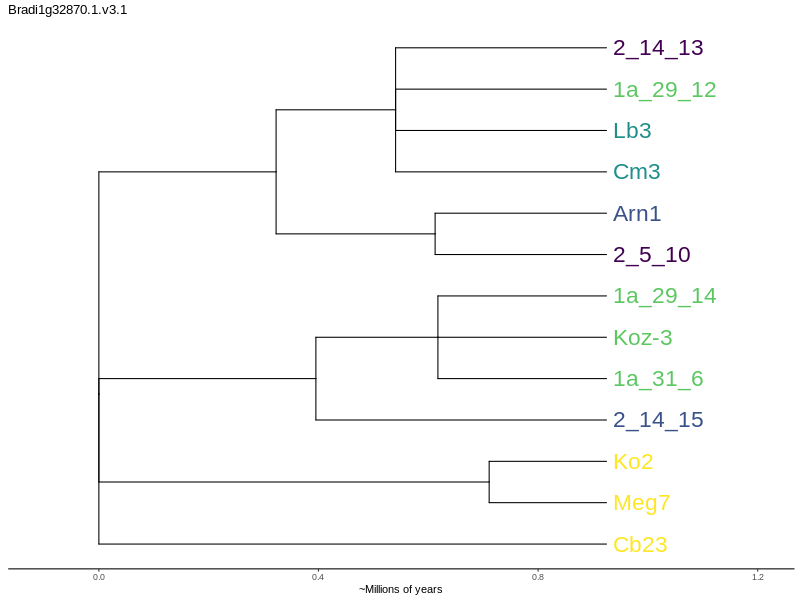 Bradi1g32870.1.v3.1
2_14_13
1a_29_12
Lb3
Cm3
Arn1
2_5_10
1a_29_14
Koz-3
1a_31_6
2_14_15
Ko2
Meg7
Cb23
0.0 0.4 0.8 1.2
~Millions of years